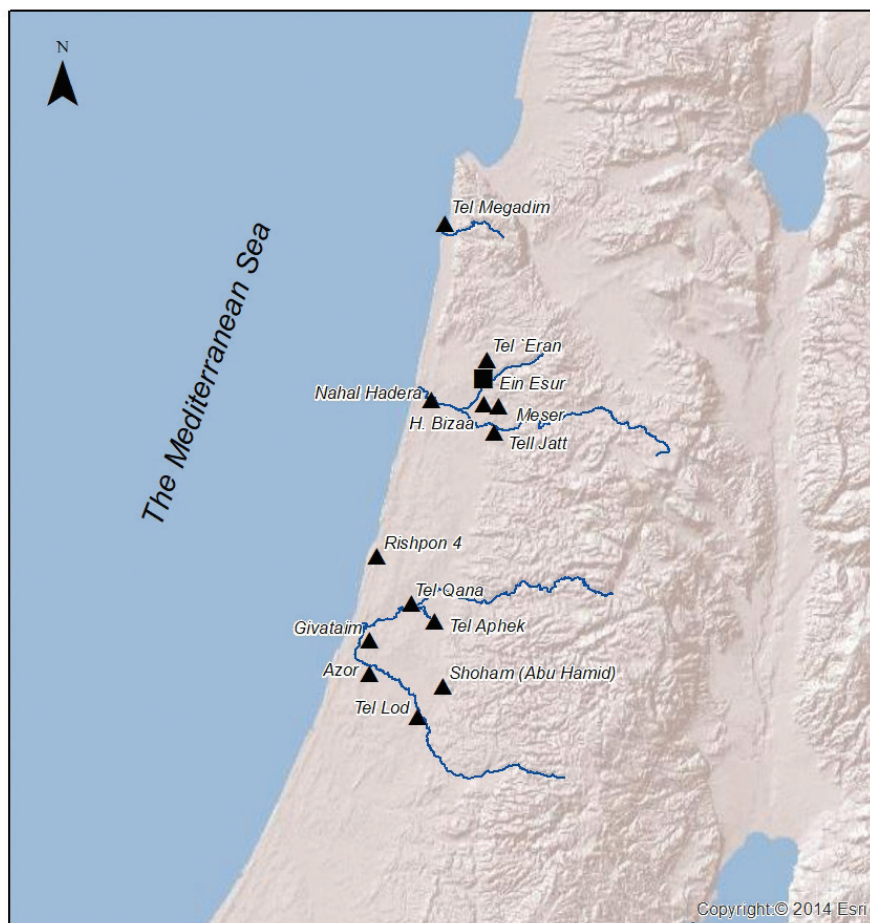 N
Tel Megadim
The Mediterranean Sea
Tel `Eran
Ein Esur
Nahal Hadera
H. Bizaa
Meser
Tell Jatt
Rishpon 4
Tel Qana
Givataim
Tel Aphek
Azor
Shoham (Abu Hamid)
Tel Lod
Copyright:© 2014 Esri